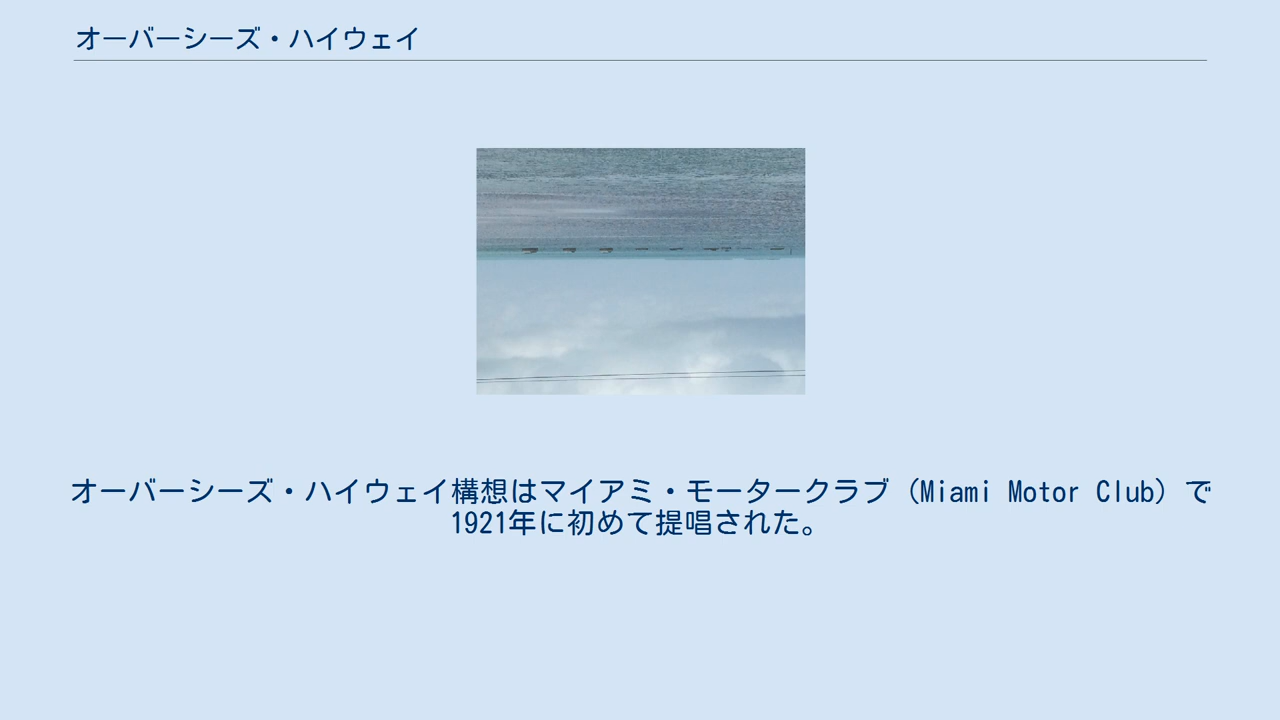 オーバーシーズ・ハイウェイ
オーバーシーズ・ハイウェイ構想はマイアミ・モータークラブ（Miami Motor Club）で
1921年に初めて提唱された。